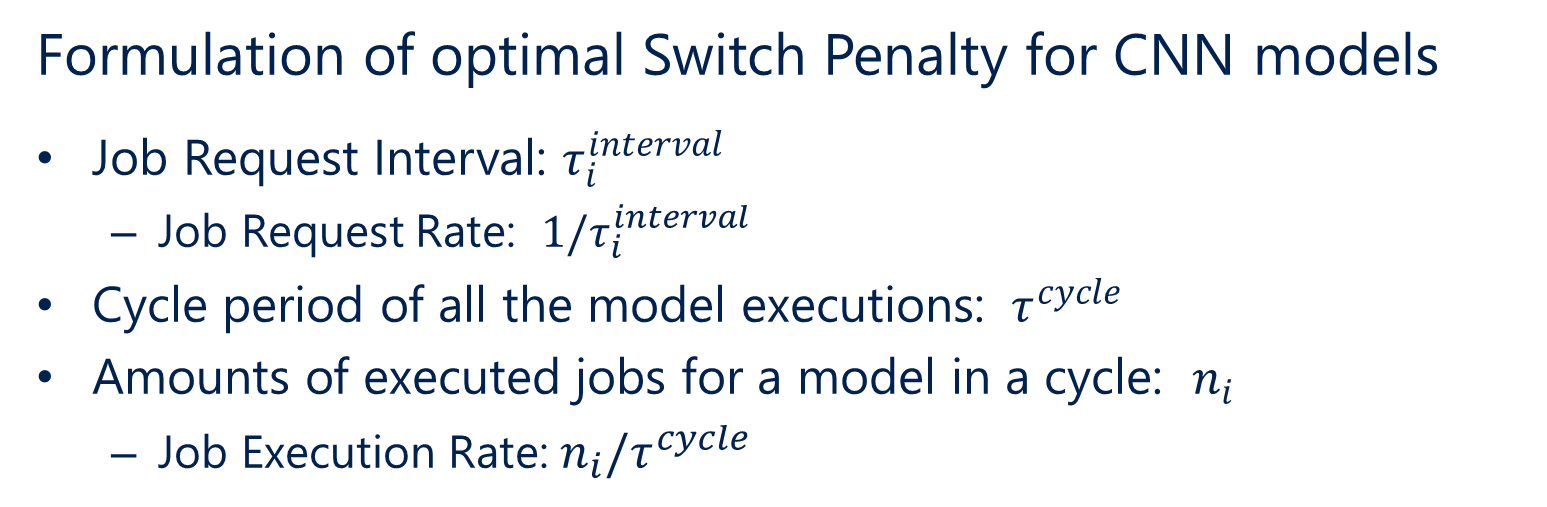 Formulation of optimal Switch Penalty for CNN models
• Job Request Interval: τ_i^{interval}
– Job Request Rate: 1/τ_i^{interval}
• Cycle period of all the model executions: τ^{cycle}
• Amounts of executed jobs for a model in a cycle: n_i
– Job Execution Rate: n_i/τ^{cycle}